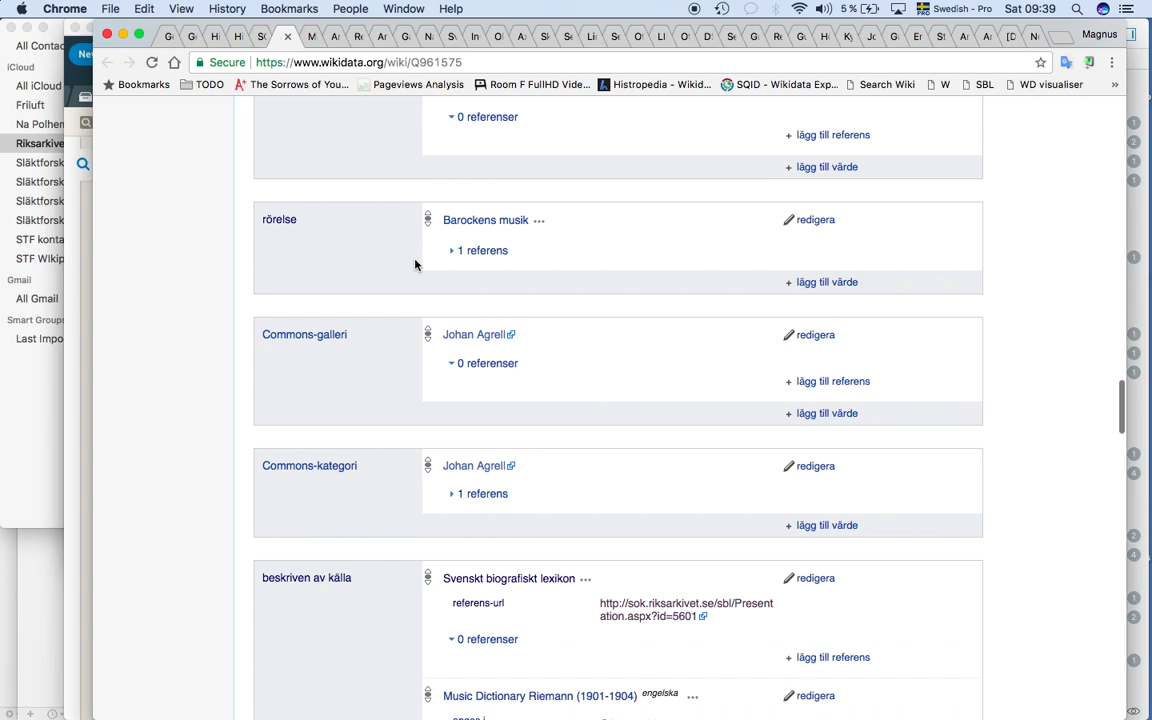 Chrome File Edit View History Bookmarks People Window Help 5 % Swedish - Pro Sat 09:39
Magnus
Secure https://www.wikidata.org/wiki/Q961575
Bookmarks TODO The Sorrows of You... Pageviews Analysis Room F FullHD Vide... Histropedia - Wikid... SQID - Wikidata Exp... Search Wiki W SBL WD visualiser »
All Contac
iCloud
All iCloud
Friluft
Na Polhem
Riksarkive
Släktforsk
Släktforsk
Släktforsk
Släktforsk
STF konta
STF WIkip
Gmail
All Gmail
Smart Groups
Last Impo
0 referenser
+ lägg till referens
+ lägg till värde
rörelse
Barockens musik
redigera
1 referens
+ lägg till värde
Commons-galleri
Johan Agrell
redigera
0 referenser
+ lägg till referens
+ lägg till värde
Commons-kategori
Johan Agrell
redigera
1 referens
+ lägg till värde
beskriven av källa
Svenskt biografiskt lexikon
redigera
referens-url
http://sok.riksarkivet.se/sbl/Present
ation.aspx?id=5601
0 referenser
+ lägg till referens
Music Dictionary Riemann (1901-1904) engelska
redigera